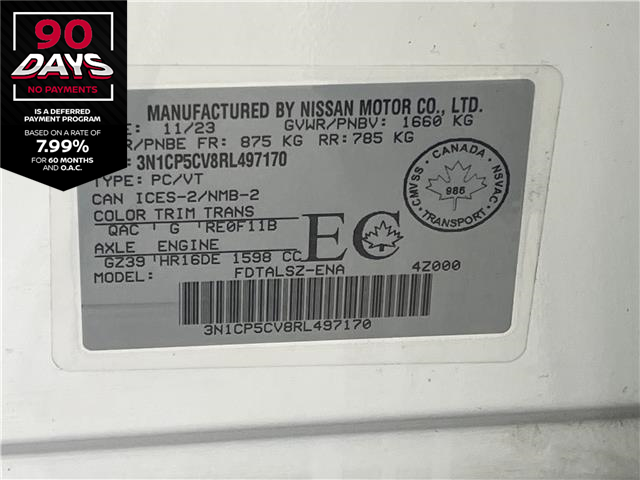 90
DAYS
NO PAYMENTS
IS A DEFERRED
PAYMENT PROGRAM
BASED ON A RATE OF
7.99%
FOR 60 MONTHS
AND O.A.C.
MANUFACTURED BY NISSAN MOTOR CO., LTD.
11/23 GVWR/PNBV: 1660 KG
R/PNBE FR: 875 KG RR: 785 KG
: 3N1CP5CV8RL497170
TYPE: PC/VT
CAN ICES-2/NMB-2
COLOR TRIM TRANS
QAC G RE0F11B
AXLE ENGINE
GZ39 HR16DE 1598 CC
MODEL: FDTALSZ-ENA 4Z000
EC
CANADA
CMVSS NSVAC
986
TRANSPORT
3N1CP5CV8RL497170